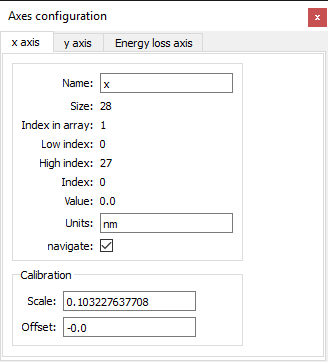 Axes configuration
x
x axis
y axis
Energy loss axis
Name: x
Size: 28
Index in array: 1
Low index: 0
High index: 27
Index: 0
Value: 0.0
Units: nm
navigate:
Calibration
Scale: 0.103227637708
Offset: -0.0